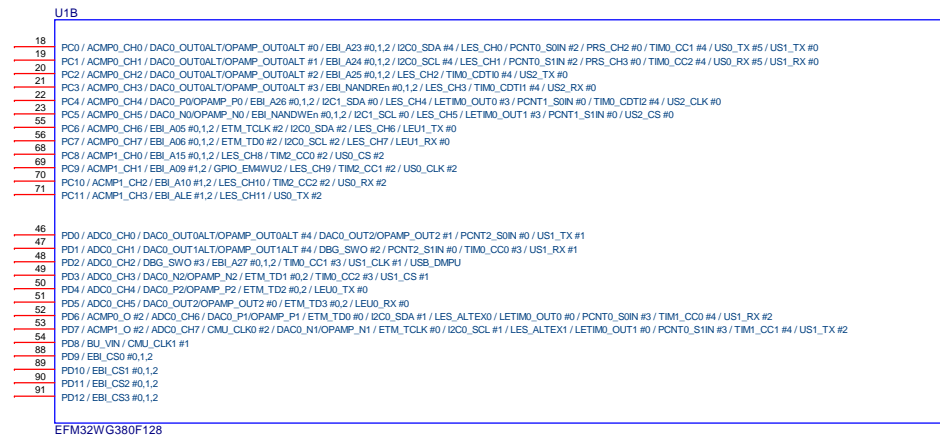 U1B
18 PC0 / ACMP0_CH0 / DAC0_OUT0ALT/OPAMP_OUT0ALT #0 / EBI_A23 #0,1,2 / I2C0_SDA #4 / LES_CH0 / PCNT0_S0IN #2 / PRS_CH2 #0 / TIM0_CC1 #4 / US0_TX #5 / US1_TX #0
19 PC1 / ACMP0_CH1 / DAC0_OUT0ALT/OPAMP_OUT0ALT #1 / EBI_A24 #0,1,2 / I2C0_SCL #4 / LES_CH1 / PCNT0_S1IN #2 / PRS_CH3 #0 / TIM0_CC2 #4 / US0_RX #5 / US1_RX #0
20 PC2 / ACMP0_CH2 / DAC0_OUT0ALT/OPAMP_OUT0ALT #2 / EBI_A25 #0,1,2 / LES_CH2 / TIM0_CDTI0 #4 / US2_TX #0
21 PC3 / ACMP0_CH3 / DAC0_OUT0ALT/OPAMP_OUT0ALT #3 / EBI_NANDREn #0,1,2 / LES_CH3 / TIM0_CDTI1 #4 / US2_RX #0
22 PC4 / ACMP0_CH4 / DAC0_P0/OPAMP_P0 / EBI_A26 #0,1,2 / I2C1_SDA #0 / LES_CH4 / LETIM0_OUT0 #3 / PCNT1_S0IN #0 / TIM0_CDTI2 #4 / US2_CLK #0
23 PC5 / ACMP0_CH5 / DAC0_N0/OPAMP_N0 / EBI_NANDWEn #0,1,2 / I2C1_SCL #0 / LES_CH5 / LETIM0_OUT1 #3 / PCNT1_S1IN #0 / US2_CS #0
55 PC6 / ACMP0_CH6 / EBI_A05 #0,1,2 / ETM_TCLK #2 / I2C0_SDA #2 / LES_CH6 / LEU1_TX #0
56 PC7 / ACMP0_CH7 / EBI_A06 #0,1,2 / ETM_TD0 #2 / I2C0_SCL #2 / LES_CH7 / LEU1_RX #0
68 PC8 / ACMP1_CH0 / EBI_A15 #0,1,2 / LES_CH8 / TIM2_CC0 #2 / US0_CS #2
69 PC9 / ACMP1_CH1 / EBI_A09 #1,2 / GPIO_EM4WU2 / LES_CH9 / TIM2_CC1 #2 / US0_CLK #2
70 PC10 / ACMP1_CH2 / EBI_A10 #1,2 / LES_CH10 / TIM2_CC2 #2 / US0_RX #2
71 PC11 / ACMP1_CH3 / EBI_ALE #1,2 / LES_CH11 / US0_TX #2
46 PD0 / ADC0_CH0 / DAC0_OUT0ALT/OPAMP_OUT0ALT #4 / DAC0_OUT2/OPAMP_OUT2 #1 / PCNT2_S0IN #0 / US1_TX #1
47 PD1 / ADC0_CH1 / DAC0_OUT1ALT/OPAMP_OUT1ALT #4 / DBG_SWO #2 / PCNT2_S1IN #0 / TIM0_CC0 #3 / US1_RX #1
48 PD2 / ADC0_CH2 / DBG_SWO #3 / EBI_A27 #0,1,2 / TIM0_CC1 #3 / US1_CLK #1 / USB_DMPU
49 PD3 / ADC0_CH3 / DAC0_N2/OPAMP_N2 / ETM_TD1 #0,2 / TIM0_CC2 #3 / US1_CS #1
50 PD4 / ADC0_CH4 / DAC0_P2/OPAMP_P2 / ETM_TD2 #0,2 / LEU0_TX #0
51 PD5 / ADC0_CH5 / DAC0_OUT2/OPAMP_OUT2 #0 / ETM_TD3 #0,2 / LEU0_RX #0
52 PD6 / ACMP0_O #2 / ADC0_CH6 / DAC0_P1/OPAMP_P1 / ETM_TD0 #0 / I2C0_SDA #1 / LES_ALTEX0 / LETIM0_OUT0 #0 / PCNT0_S0IN #3 / TIM1_CC0 #4 / US1_RX #2
53 PD7 / ACMP1_O #2 / ADC0_CH7 / CMU_CLK0 #2 / DAC0_N1/OPAMP_N1 / ETM_TCLK #0 / I2C0_SCL #1 / LES_ALTEX1 / LETIM0_OUT1 #0 / PCNT0_S1IN #3 / TIM1_CC1 #4 / US1_TX #2
54 PD8 / BU_VIN / CMU_CLK1 #1
88 PD9 / EBI_CS0 #0,1,2
89 PD10 / EBI_CS1 #0,1,2
90 PD11 / EBI_CS2 #0,1,2
91 PD12 / EBI_CS3 #0,1,2
EFM32WG380F128